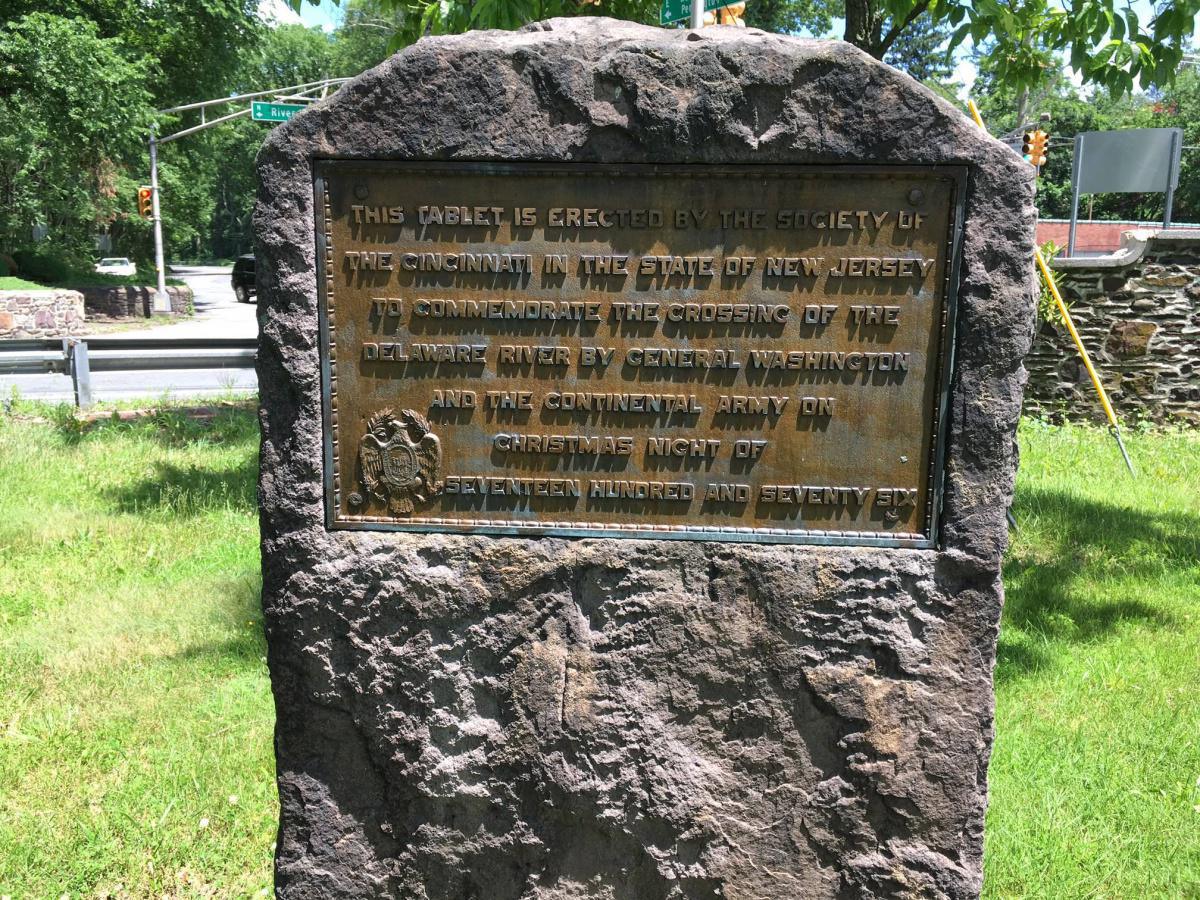 THIS TABLET IS ERECTED BY THE SOCIETY OF
THE CINCINNATI IN THE STATE OF NEW JERSEY
TO COMMEMORATE THE CROSSING OF THE
DELAWARE RIVER BY GENERAL WASHINGTON
AND THE CONTINENTAL ARMY ON
CHRISTMAS NIGHT OF
SEVENTEEN HUNDRED AND SEVENTY SIX
N
River
E